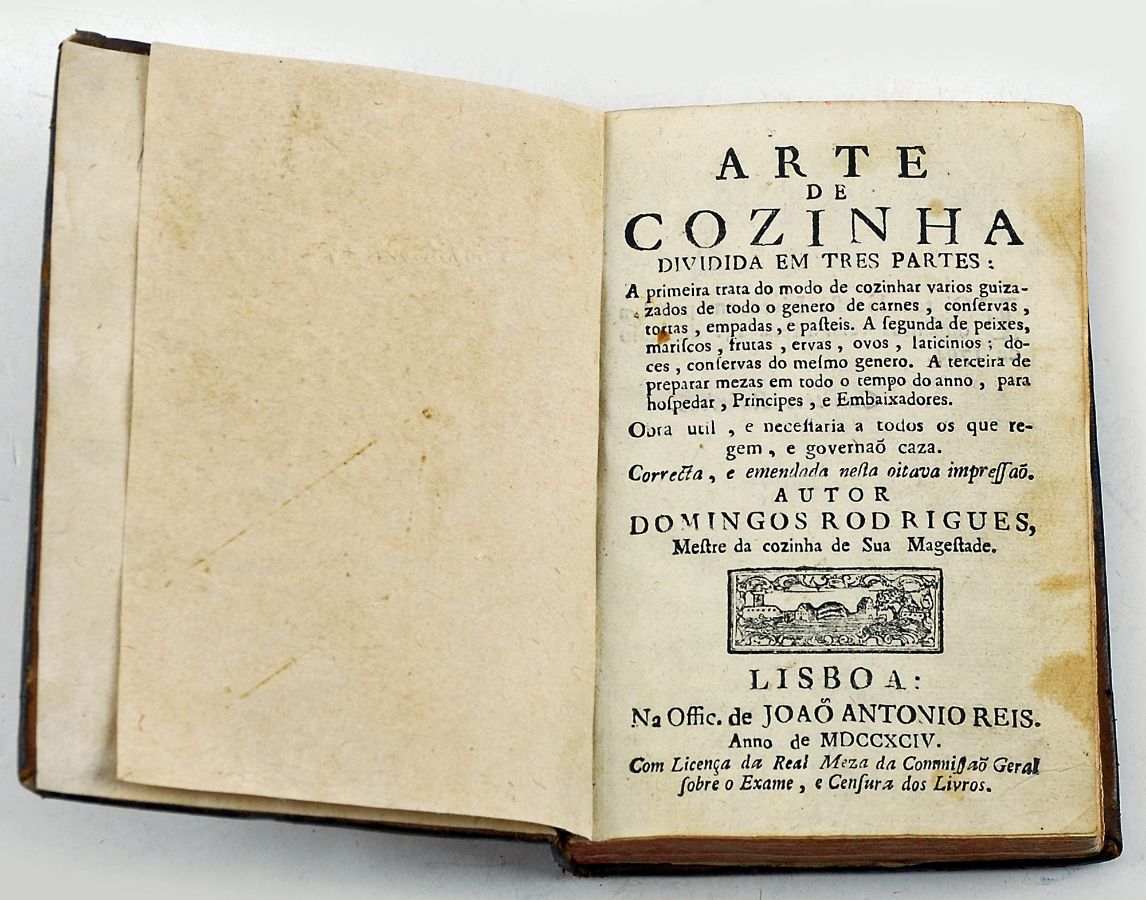 ARTE
DE
COZINHA
DIVIDIDA EM TRES PARTES :
A primeira trata do modo de cozinhar varios guiza-
zados de todo o genero de carnes , conſervas ,
tortas , empadas , e paſteis. A ſegunda de peixes,
mariſcos , frutas , ervas , ovos , laticinios ; do-
ces , conſervas do meſmo genero. A terceira de
preparar mezas em todo o tempo do anno , para
hoſpedar , Principes , e Embaixadores.
Obra util , e neceſſaria a todos os que re-
gem , e governaõ caza.
Correcta , e emendada neſta oitava impreſſaõ.
AUTOR
DOMINGOS RODRIGUES,
Meſtre da cozinha de Sua Mageſtade.
LISBOA:
Na Offic. de JOAÕ ANTONIO REIS.
Anno de MDCCXCIV.
Com Licença da Real Meza da Commiſſaõ Geral
ſobre o Exame , e Cenſura dos Livros.